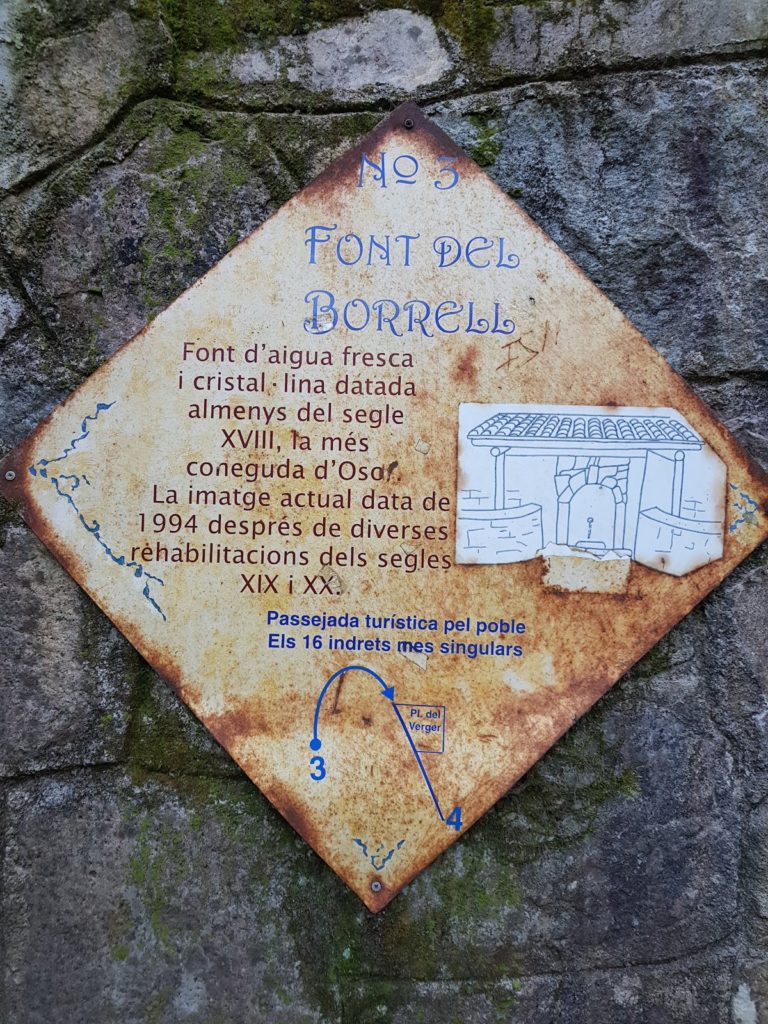 Nº 3
FONT DEL
BORRELL
Font d'aigua fresca
i cristal·lina datada
almenys del segle
XVIII, la més
coneguda d'Osor.
La imatge actual data de
1994 després de diverses
rehabilitacions dels segles
XIX i XX.
Passejada turística pel poble
Els 16 indrets mes singulars
Pl. del
Verger
3
4